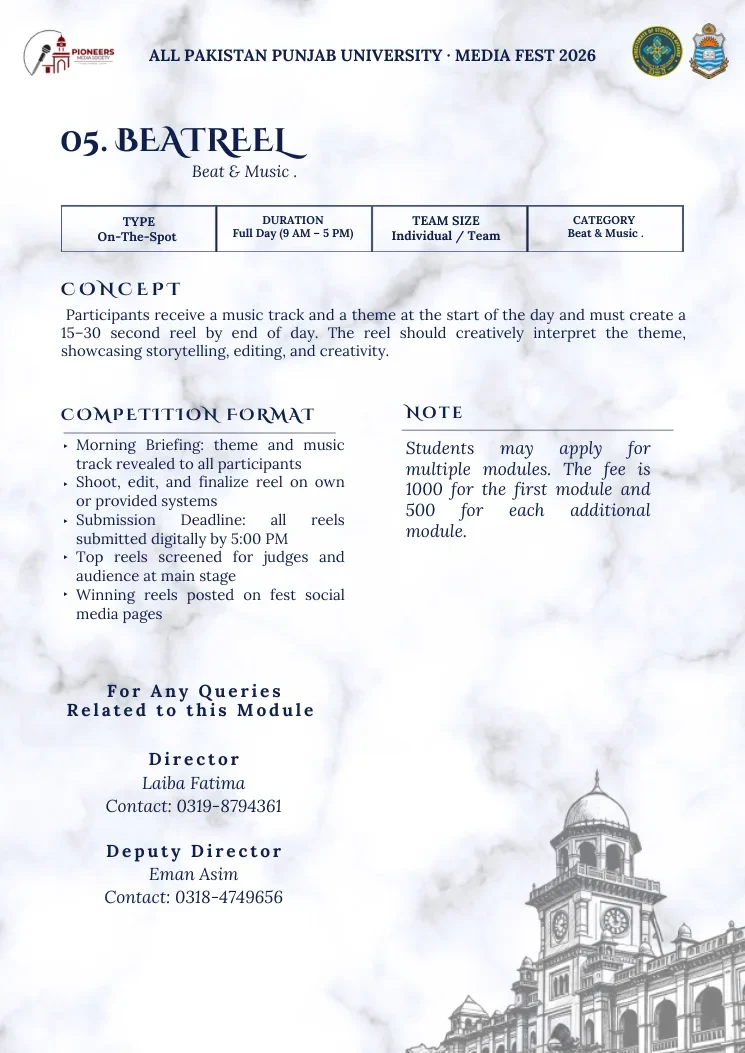 PIONEERS
MEDIA SOCIETY
ALL PAKISTAN PUNJAB UNIVERSITY · MEDIA FEST 2026
05. BEATREEL
Beat & Music .
TYPE
On-The-Spot
DURATION
Full Day (9 AM – 5 PM)
TEAM SIZE
Individual / Team
CATEGORY
Beat & Music .
CONCEPT
Participants receive a music track and a theme at the start of the day and must create a
15–30 second reel by end of day. The reel should creatively interpret the theme,
showcasing storytelling, editing, and creativity.
COMPETITION FORMAT
‣ Morning Briefing: theme and music
track revealed to all participants
‣ Shoot, edit, and finalize reel on own
or provided systems
‣ Submission Deadline: all reels
submitted digitally by 5:00 PM
‣ Top reels screened for judges and
audience at main stage
‣ Winning reels posted on fest social
media pages
NOTE
Students may apply for
multiple modules. The fee is
1000 for the first module and
500 for each additional
module.
For Any Queries
Related to this Module
Director
Laiba Fatima
Contact: 0319-8794361
Deputy Director
Eman Asim
Contact: 0318-4749656